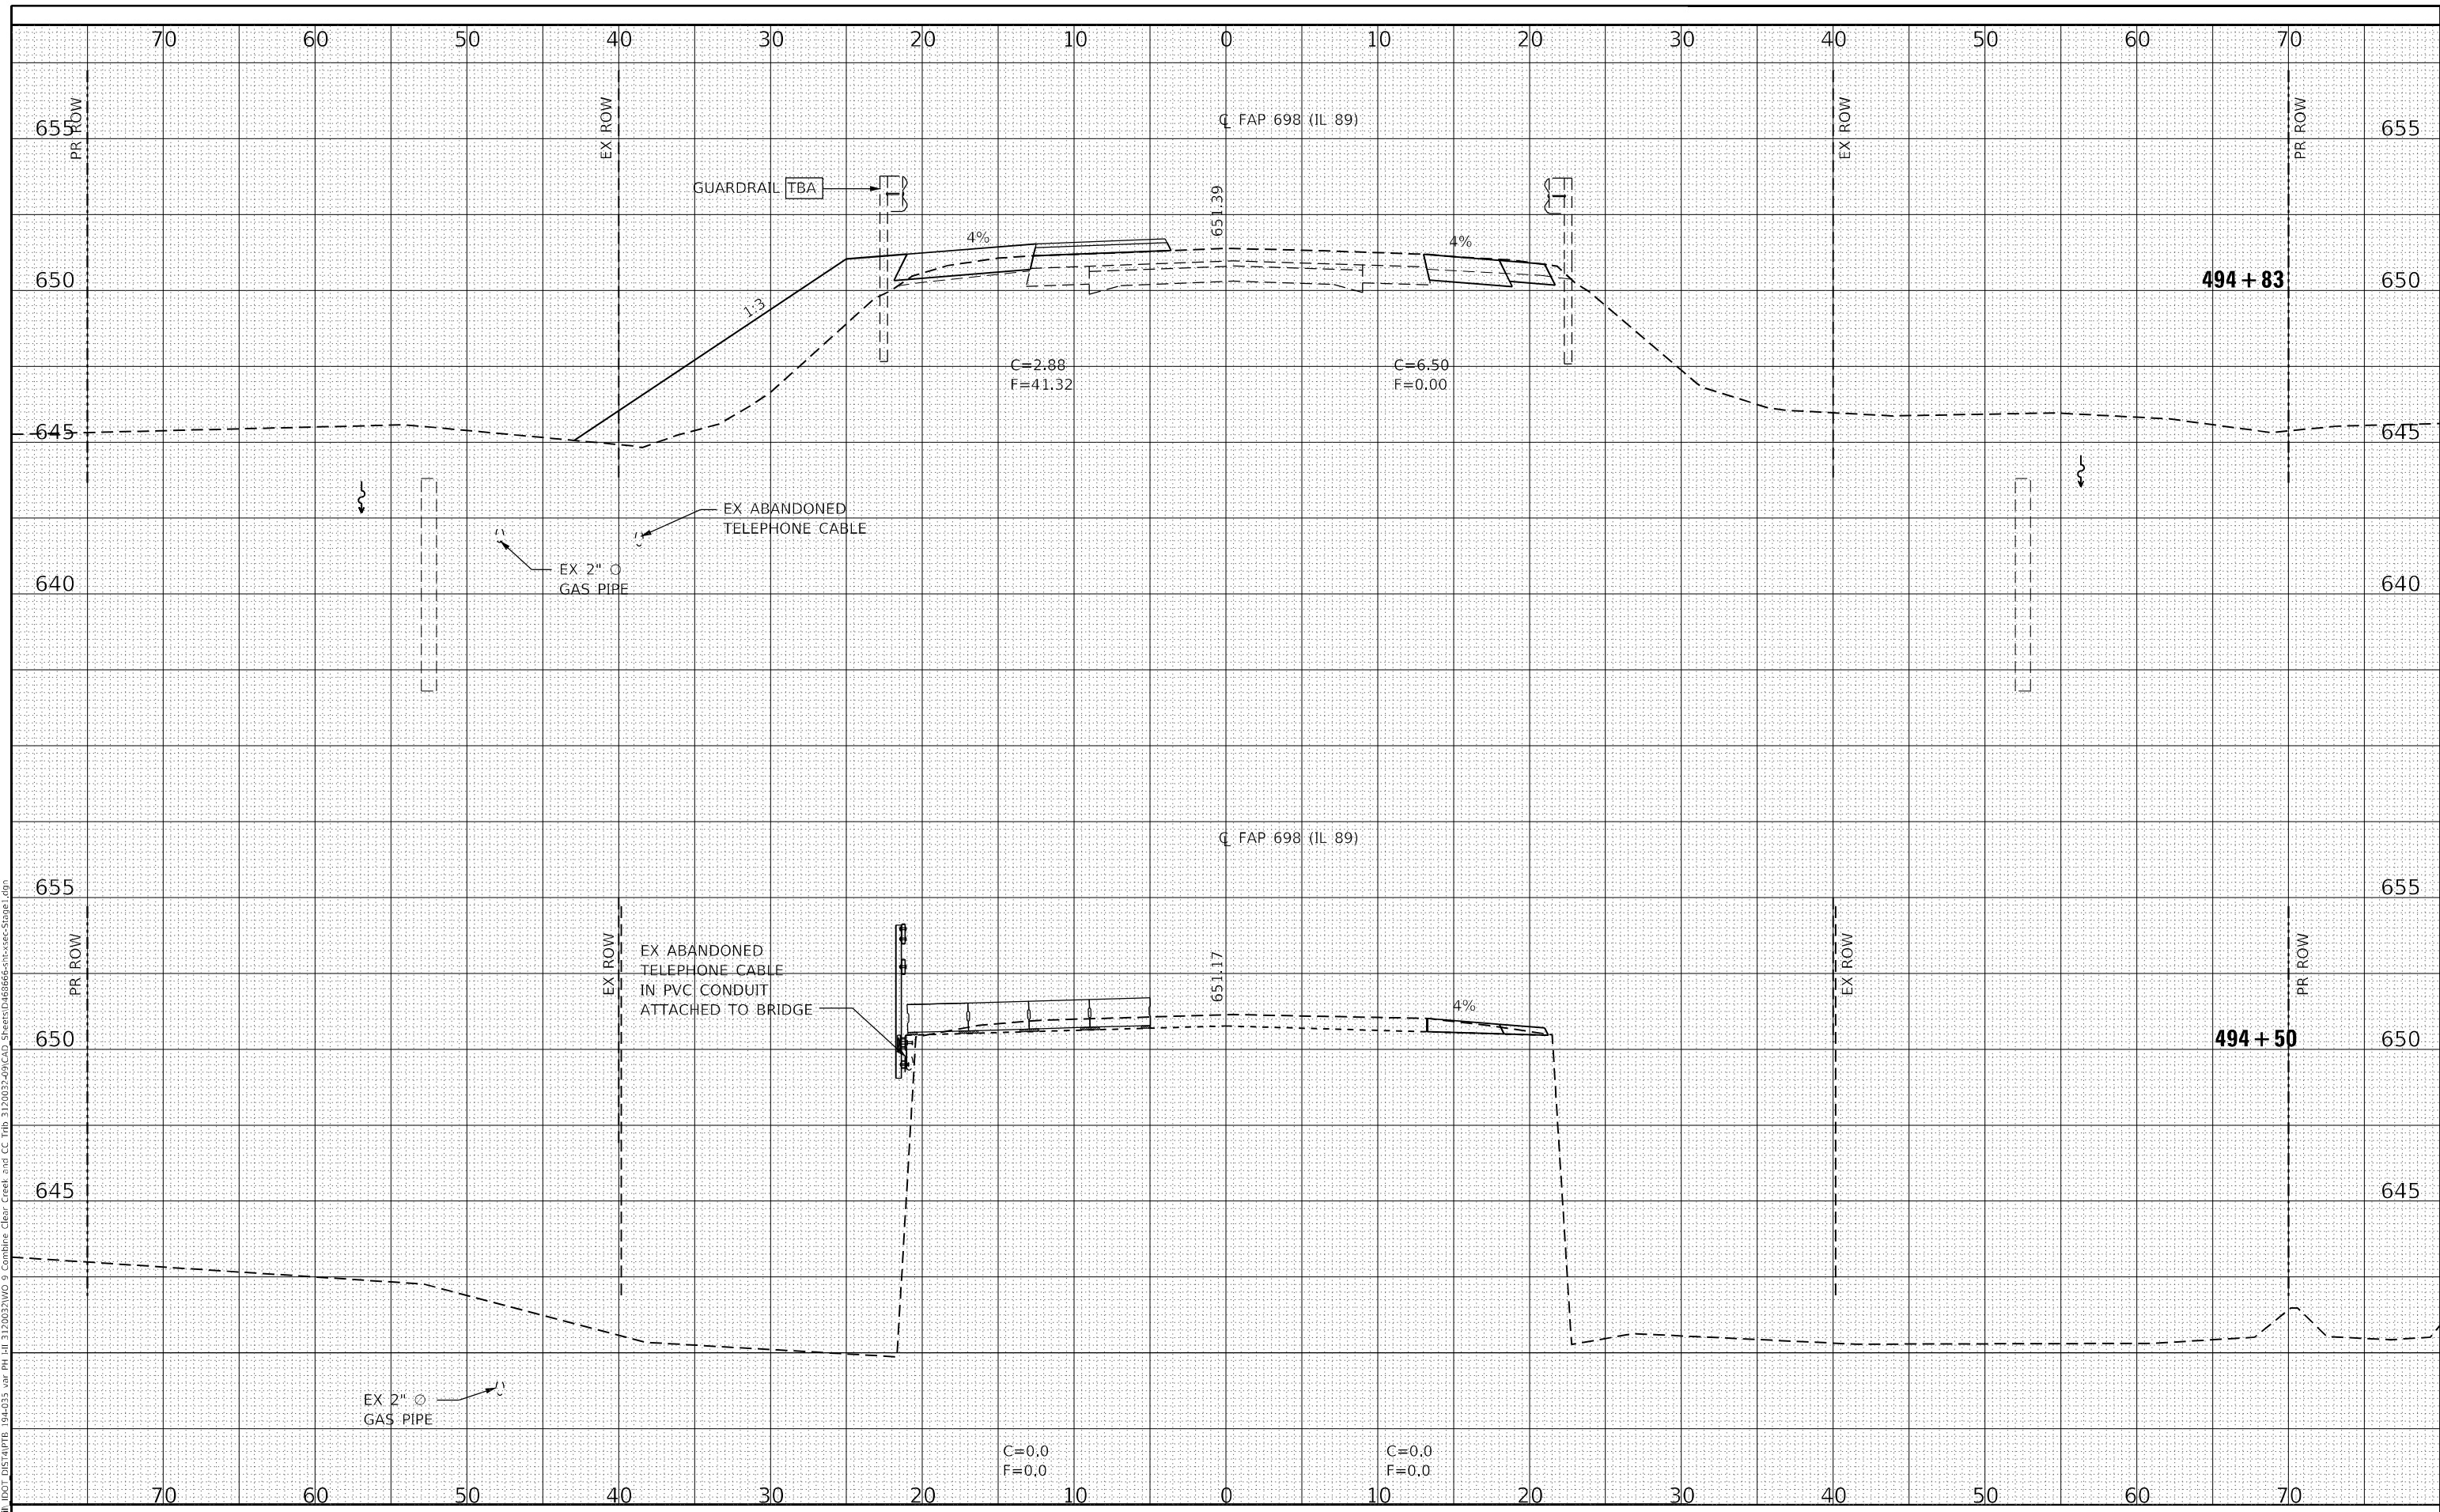 70 60 50 40 30 20 10 0 10 20 30 40 50 60 70
PR ROW
EX ROW
℄ FAP 698 (IL 89)
EX ROW
PR ROW
655 655
GUARDRAIL TBA
651.39
4% 4%
650 494+83 650
1:3
C=2.88
F=41.32
C=6.50
F=0.00
645 645
EX ABANDONED
TELEPHONE CABLE
EX 2" ∅
GAS PIPE
640 640
℄ FAP 698 (IL 89)
655 655
PR ROW
EX ROW
EX ABANDONED
TELEPHONE CABLE
IN PVC CONDUIT
ATTACHED TO BRIDGE
651.17
EX ROW
PR ROW
4%
650 494+50 650
645 645
EX 2" ∅
GAS PIPE
C=0.0
F=0.0
C=0.0
F=0.0
70 60 50 40 30 20 10 0 10 20 30 40 50 60 70